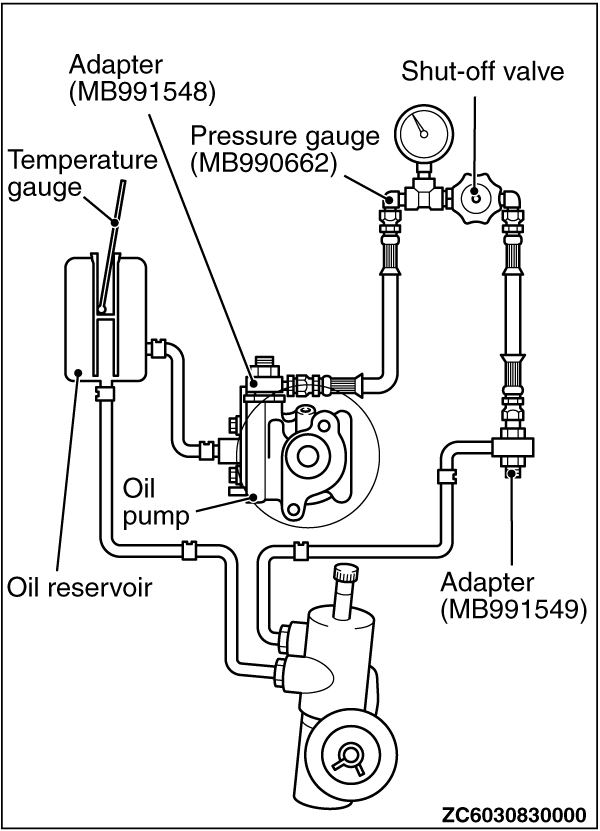 Adapter
(MB991548)
Shut-off valve
Pressure gauge
(MB990662)
Temperature
gauge
Oil
pump
Oil reservoir
Adapter
(MB991549)
ZC6030830000